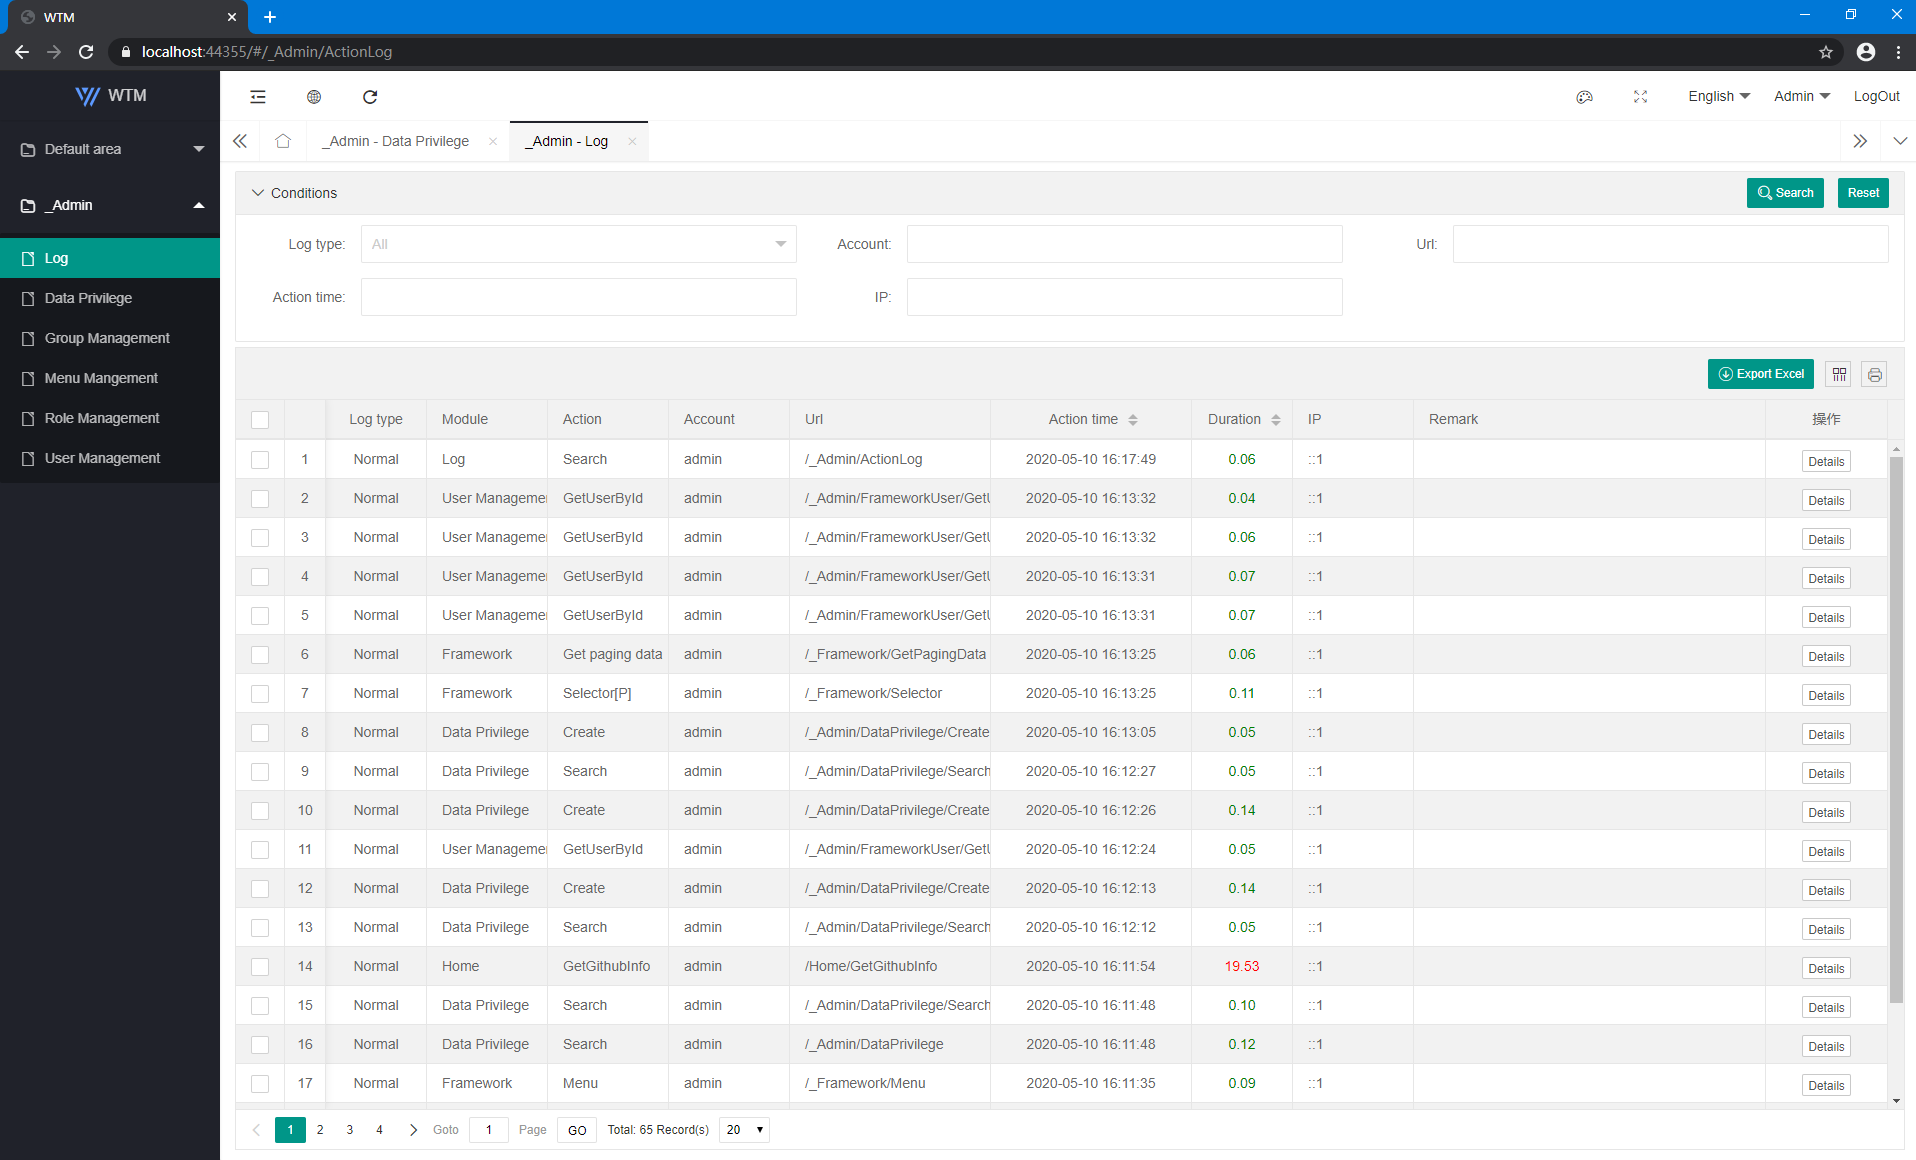 WTM
localhost:44355/#/_Admin/ActionLog
WTM
English
Admin
LogOut
Default area
_Admin
Log
Data Privilege
Group Management
Menu Mangement
Role Management
User Management
_Admin - Data Privilege
_Admin - Log
Conditions
Search
Reset
Log type:
All
Account:
Url:
Action time:
IP:
Export Excel
Log type Module Action Account Url Action time Duration IP Remark 操作
1 Normal Log Search admin /_Admin/ActionLog 2020-05-10 16:17:49 0.06 ::1 Details
2 Normal User Managemen GetUserById admin /_Admin/FrameworkUser/GetU 2020-05-10 16:13:32 0.04 ::1 Details
3 Normal User Managemen GetUserById admin /_Admin/FrameworkUser/GetU 2020-05-10 16:13:32 0.06 ::1 Details
4 Normal User Managemen GetUserById admin /_Admin/FrameworkUser/GetU 2020-05-10 16:13:31 0.07 ::1 Details
5 Normal User Managemen GetUserById admin /_Admin/FrameworkUser/GetU 2020-05-10 16:13:31 0.07 ::1 Details
6 Normal Framework Get paging data admin /_Framework/GetPagingData 2020-05-10 16:13:25 0.06 ::1 Details
7 Normal Framework Selector[P] admin /_Framework/Selector 2020-05-10 16:13:25 0.11 ::1 Details
8 Normal Data Privilege Create admin /_Admin/DataPrivilege/Create 2020-05-10 16:13:05 0.05 ::1 Details
9 Normal Data Privilege Search admin /_Admin/DataPrivilege/Search 2020-05-10 16:12:27 0.05 ::1 Details
10 Normal Data Privilege Create admin /_Admin/DataPrivilege/Create 2020-05-10 16:12:26 0.14 ::1 Details
11 Normal User Managemen GetUserById admin /_Admin/FrameworkUser/GetU 2020-05-10 16:12:24 0.05 ::1 Details
12 Normal Data Privilege Create admin /_Admin/DataPrivilege/Create 2020-05-10 16:12:13 0.14 ::1 Details
13 Normal Data Privilege Search admin /_Admin/DataPrivilege/Search 2020-05-10 16:12:12 0.05 ::1 Details
14 Normal Home GetGithubInfo admin /Home/GetGithubInfo 2020-05-10 16:11:54 19.53 ::1 Details
15 Normal Data Privilege Search admin /_Admin/DataPrivilege/Search 2020-05-10 16:11:48 0.10 ::1 Details
16 Normal Data Privilege Search admin /_Admin/DataPrivilege 2020-05-10 16:11:48 0.12 ::1 Details
17 Normal Framework Menu admin /_Framework/Menu 2020-05-10 16:11:35 0.09 ::1 Details
1 2 3 4 Goto 1 Page GO Total: 65 Record(s) 20